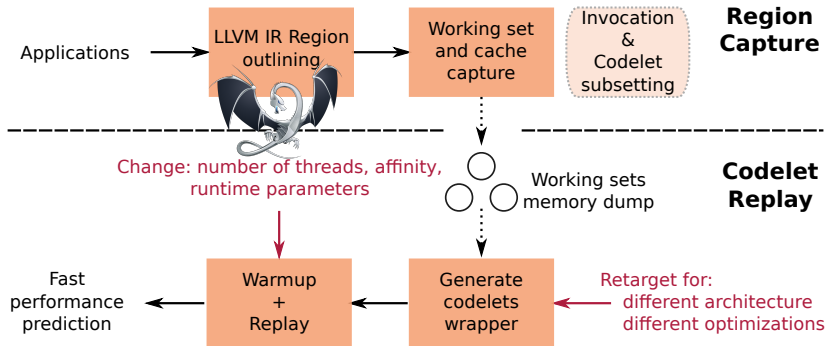 Applications
LLVM IR Region
outlining
Working set
and cache
capture
Invocation
&
Codelet
subsetting
Region
Capture
Change: number of threads, affinity,
runtime parameters
Working sets
memory dump
Codelet
Replay
Fast
performance
prediction
Warmup
+
Replay
Generate
codelets
wrapper
Retarget for:
different architecture
different optimizations